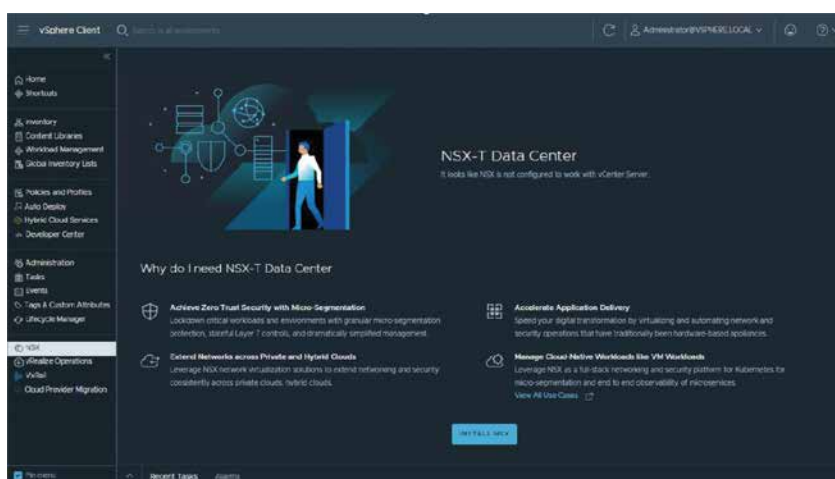 vSphere Client
Search in all environments
Administrator@VSPHERE.LOCAL
Home
Shortcuts
Inventory
Content Libraries
Workload Management
Global Inventory Lists
Policies and Profiles
Auto Deploy
Hybrid Cloud Services
Developer Center
Administration
Tasks
Events
Tags & Custom Attributes
Lifecycle Manager
NSX
vRealize Operations
VxRail
Cloud Provider Migration
Pin menu
NSX-T Data Center
It looks like NSX is not configured to work with vCenter Server.
Why do I need NSX-T Data Center
Achieve Zero Trust Security with Micro-Segmentation
Lockdown critical workloads and environments with granular micro-segmentation
protection, stateful Layer 7 controls, and dramatically simplified management.
Accelerate Application Delivery
Speed your digital transformation by virtualizing and automating network and
security operations that have traditionally been hardware-based appliances.
Extend Networks across Private and Hybrid Clouds
Leverage NSX network virtualization solutions to extend networking and security
consistently across private clouds, hybrid clouds.
Manage Cloud-Native Workloads like VM Workloads
Leverage NSX as a full-stack networking and security platform for Kubernetes for
micro-segmentation and end to end observability of microservices.
View All Use Cases
INSTALL NSX
Recent Tasks
Alarms